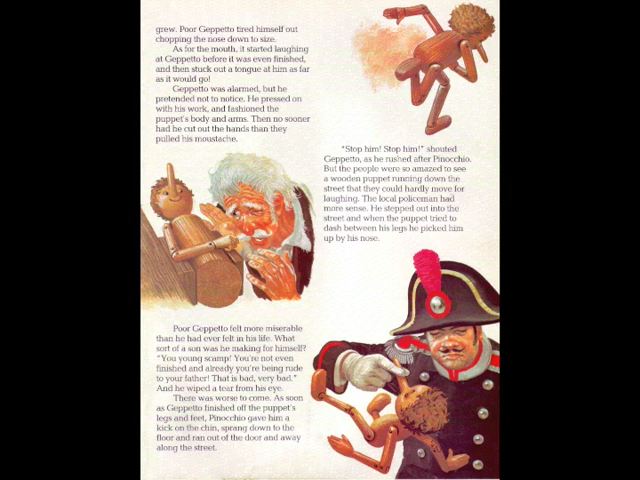 grew. Poor Geppetto tired himself out
chopping the nose down to size.
As for the mouth, it started laughing
at Geppetto before it was even finished,
and then stuck out a tongue at him as far
as it would go!
Geppetto was alarmed, but he
pretended not to notice. He pressed on
with his work, and fashioned the
puppet's body and arms. Then no sooner
had he cut out the hands than they
pulled his moustache.
Poor Geppetto felt more miserable
than he had ever felt in his life. What
sort of a son was he making for himself?
"You young scamp! You're not even
finished and already you're being rude
to your father! That is bad, very bad."
And he wiped a tear from his eye.
There was worse to come. As soon
as Geppetto finished off the puppet's
legs and feet, Pinocchio gave him a
kick on the chin, sprang down to the
floor and ran out of the door and away
along the street.
"Stop him! Stop him!" shouted
Geppetto, as he rushed after Pinocchio.
But the people were so amazed to see
a wooden puppet running down the
street that they could hardly move for
laughing. The local policeman had
more sense. He stepped out into the
street and when the puppet tried to
dash between his legs he picked him
up by his nose.